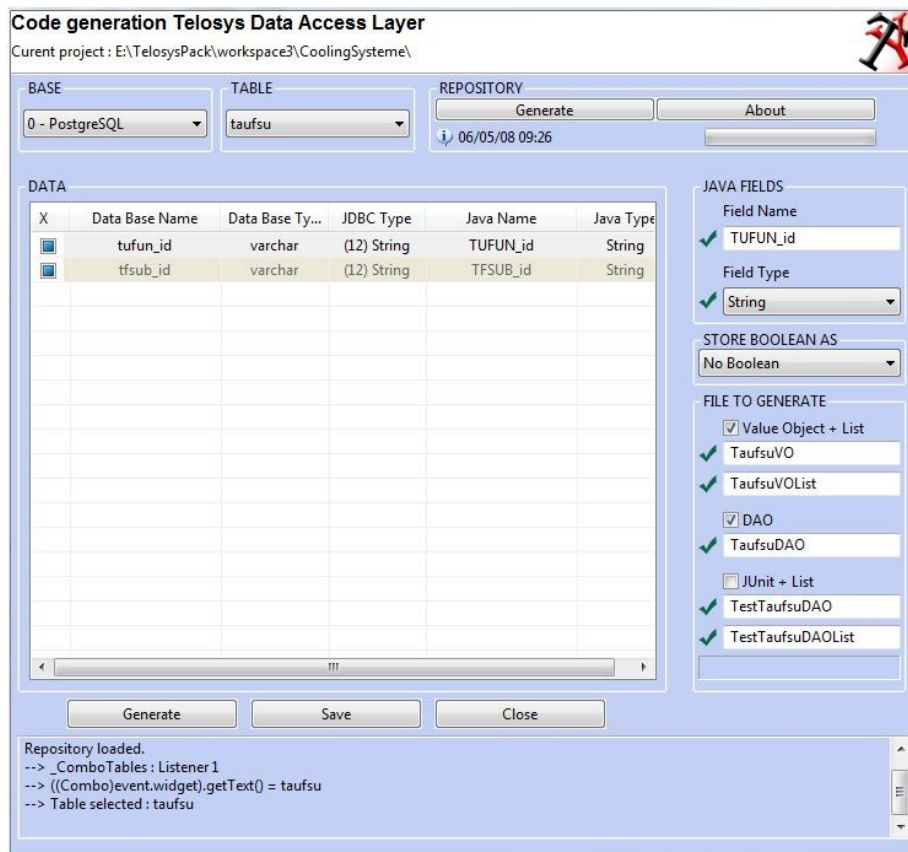 Code generation Telosys Data Access Layer
Curent project : E:\TelosysPack\workspace3\CoolingSysteme\
BASE
TABLE
REPOSITORY
0 - PostgreSQL
taufsu
Generate
About
06/05/08 09:26
DATA
X Data Base Name Data Base Ty... JDBC Type Java Name Java Type
tufun_id varchar (12) String TUFUN_id String
tfsub_id varchar (12) String TFSUB_id String
JAVA FIELDS
Field Name
TUFUN_id
Field Type
String
STORE BOOLEAN AS
No Boolean
FILE TO GENERATE
Value Object + List
TaufsuVO
TaufsuVOList
DAO
TaufsuDAO
JUnit + List
TestTaufsuDAO
TestTaufsuDAOList
Generate
Save
Close
Repository loaded.
--> _ComboTables : Listener 1
--> ((Combo)event.widget).getText() = taufsu
--> Table selected : taufsu